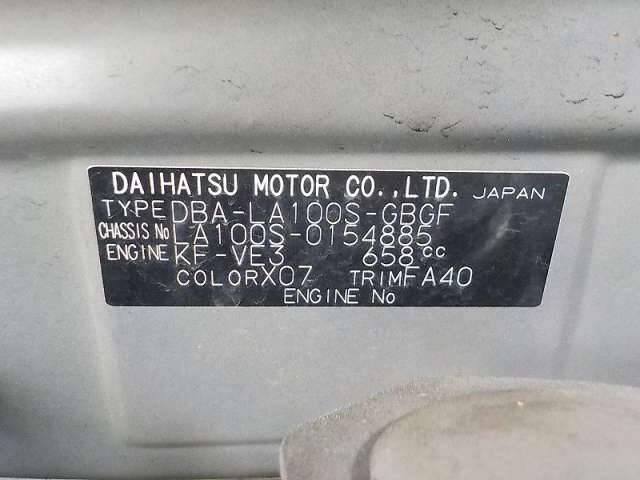 DAIHATSU MOTOR CO.,LTD. JAPAN
TYPE DBA-LA100S-GBGF
CHASSIS No LA100S-0154885
ENGINE KF-VE3 658cc
COLOR X07 TRIM FA40
ENGINE No